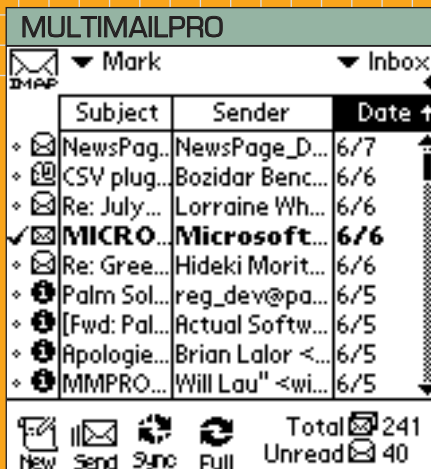 MULTIMAILPRO
IMAP Mark Inbox
Subject Sender Date
NewsPag... NewsPage_D... 6/7
CSV plug... Bozidar Benc... 6/6
Re: July... Lorraine Wh... 6/6
MICRO... Microsoft... 6/6
Re: Gree... Hideki Morit... 6/6
Palm Sol... reg_dev@pa... 6/5
[Fwd: Pal... Actual Softw... 6/5
Apologie... Brian Lalor <... 6/5
MMPRO... Will Lau" <wi... 6/5
Total 241
New Send Sync Full Unread 40